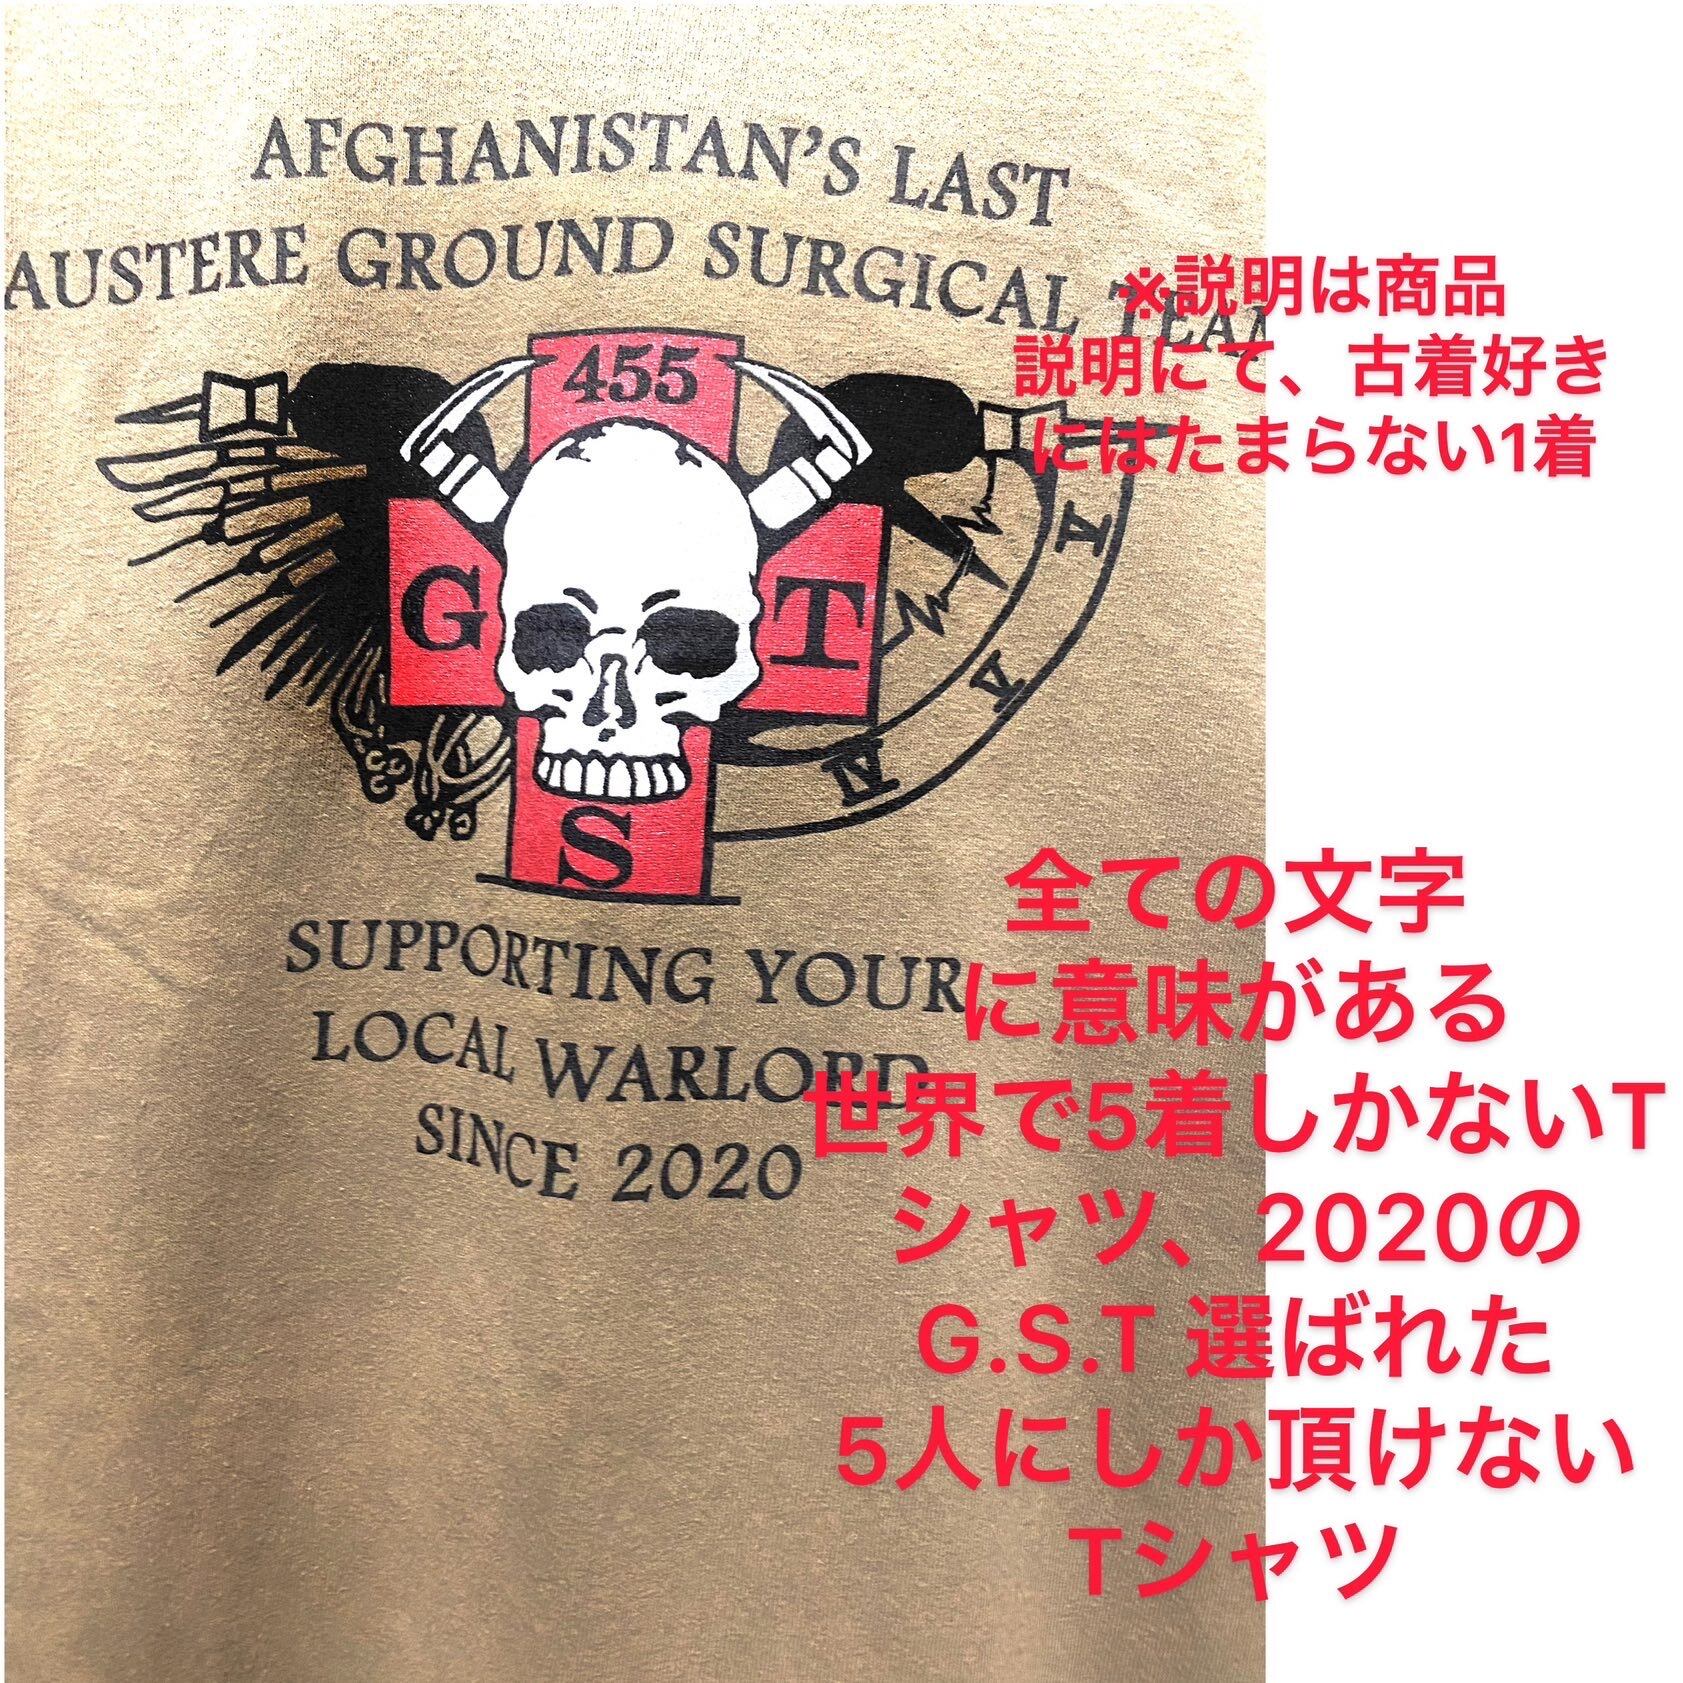 AFGHANISTAN'S LAST
AUSTERE GROUND SURGICAL TEAM
※説明は商品
説明にて、古着好き
にはたまらない1着
455
G T
S
V
V
IV
SUPPORTING YOUR
LOCAL WARLORD
SINCE 2020
全ての文字
に意味がある
世界で5着しかないT
シャツ、2020の
G.S.T 選ばれた
5人にしか頂けない
Tシャツ